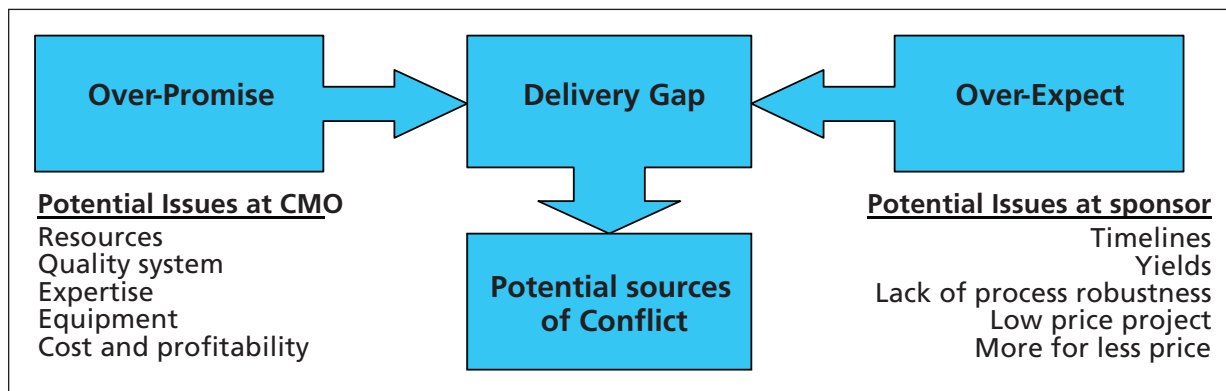 Over-Promise
Delivery Gap
Over-Expect
Potential Issues at CMO
Resources
Quality system
Expertise
Equipment
Cost and profitability
Potential sources
of Conflict
Potential Issues at sponsor
Timelines
Yields
Lack of process robustness
Low price project
More for less price